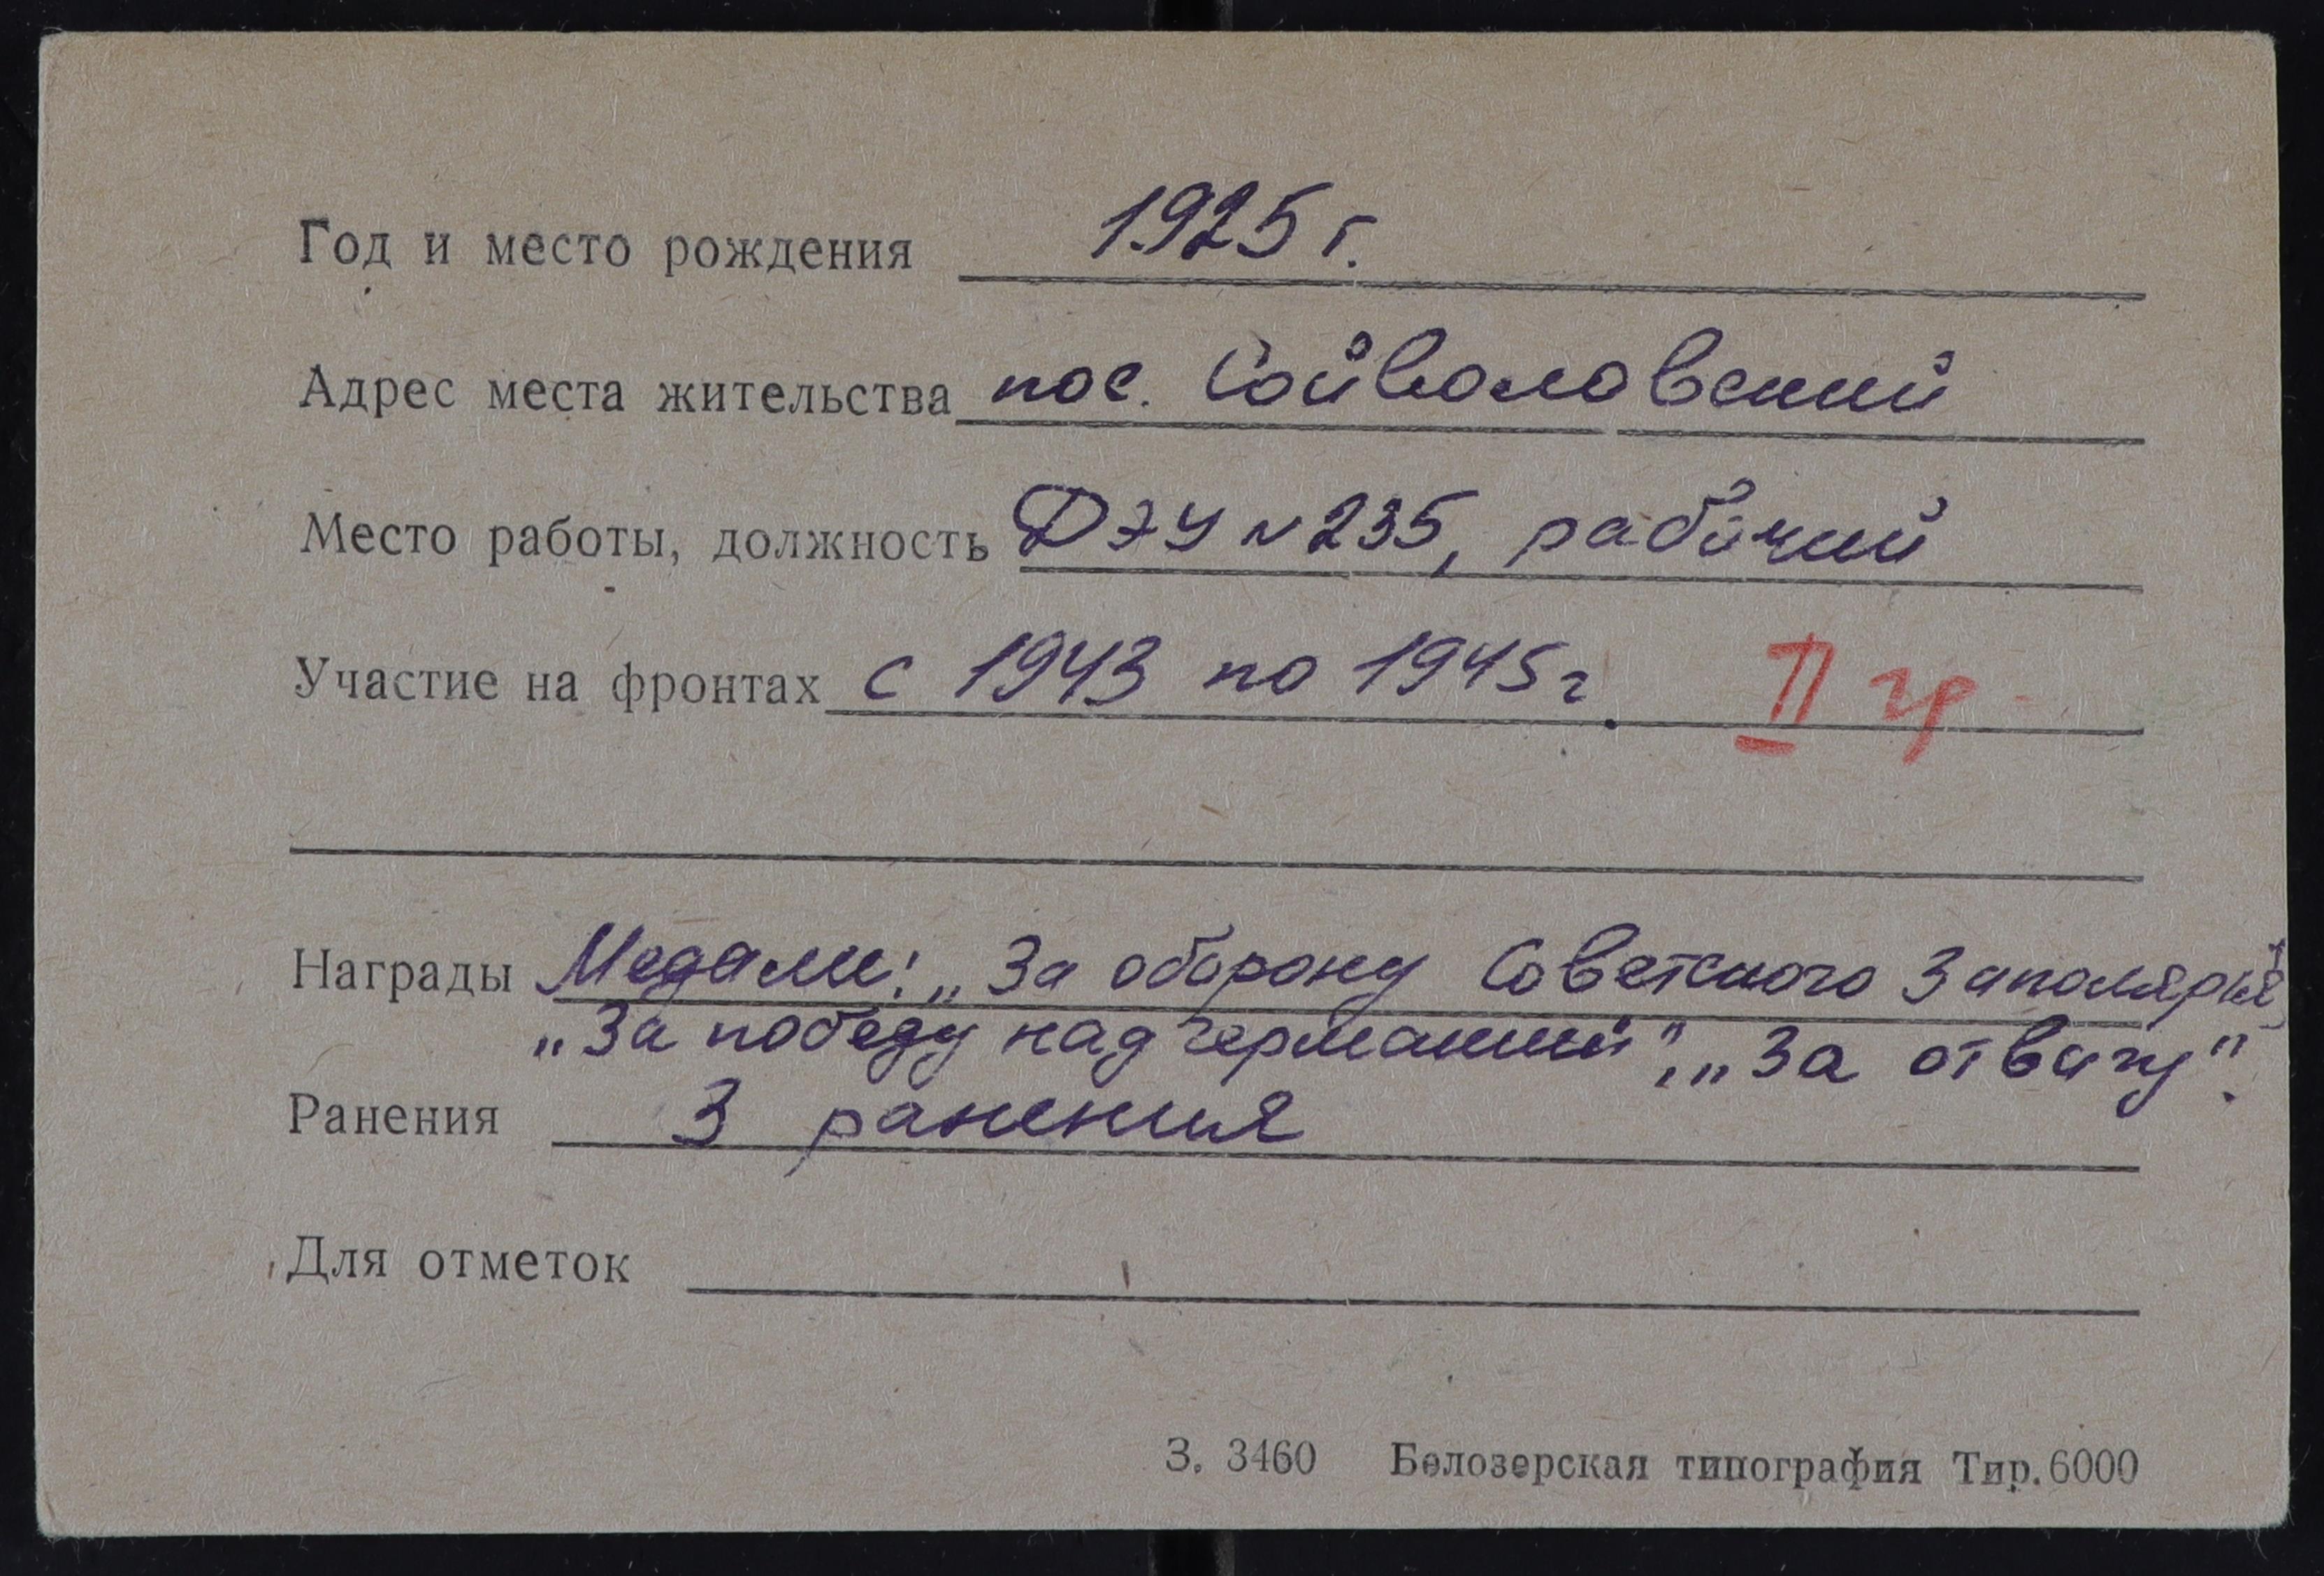 Год и место рождения 1925 г.
Адрес места жительства пос. Сойволовский
Место работы, должность ДЭУ №235, рабочий
Участие на фронтах с 1943 по 1945 г. II гр.
Награды Медали: „За оборону Советского Заполярья",
„За победу над Германией", „За отвагу".
Ранения 3 ранения
Для отметок
З. 3460 Белозерская типография Тир. 6000